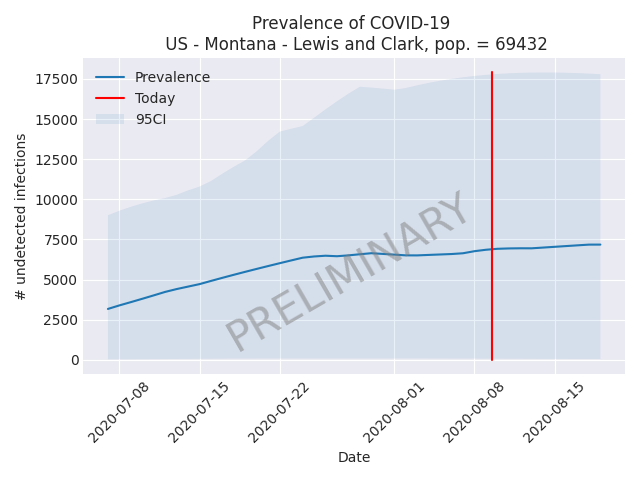 Prevalence of COVID-19
US - Montana - Lewis and Clark, pop. = 69432
Prevalence
Today
95CI
# undetected infections
17500
15000
12500
10000
7500
5000
2500
0
PRELIMINARY
2020-07-08
2020-07-15
2020-07-22
2020-08-01
2020-08-08
2020-08-15
Date